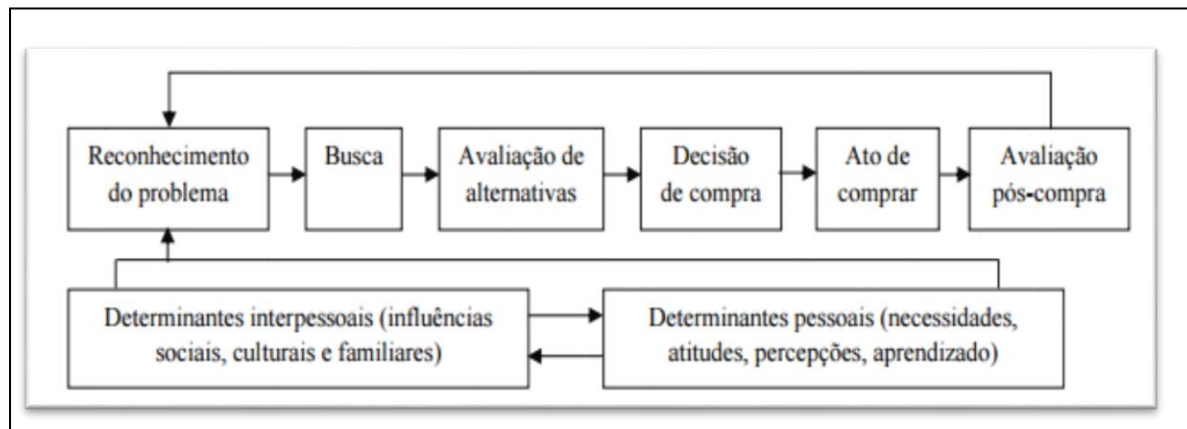 Reconhecimento
do problema
Busca
Avaliação de
alternativas
Decisão
de compra
Ato de
comprar
Avaliação
pós-compra
Determinantes interpessoais (influências
sociais, culturais e familiares)
Determinantes pessoais (necessidades,
atitudes, percepções, aprendizado)